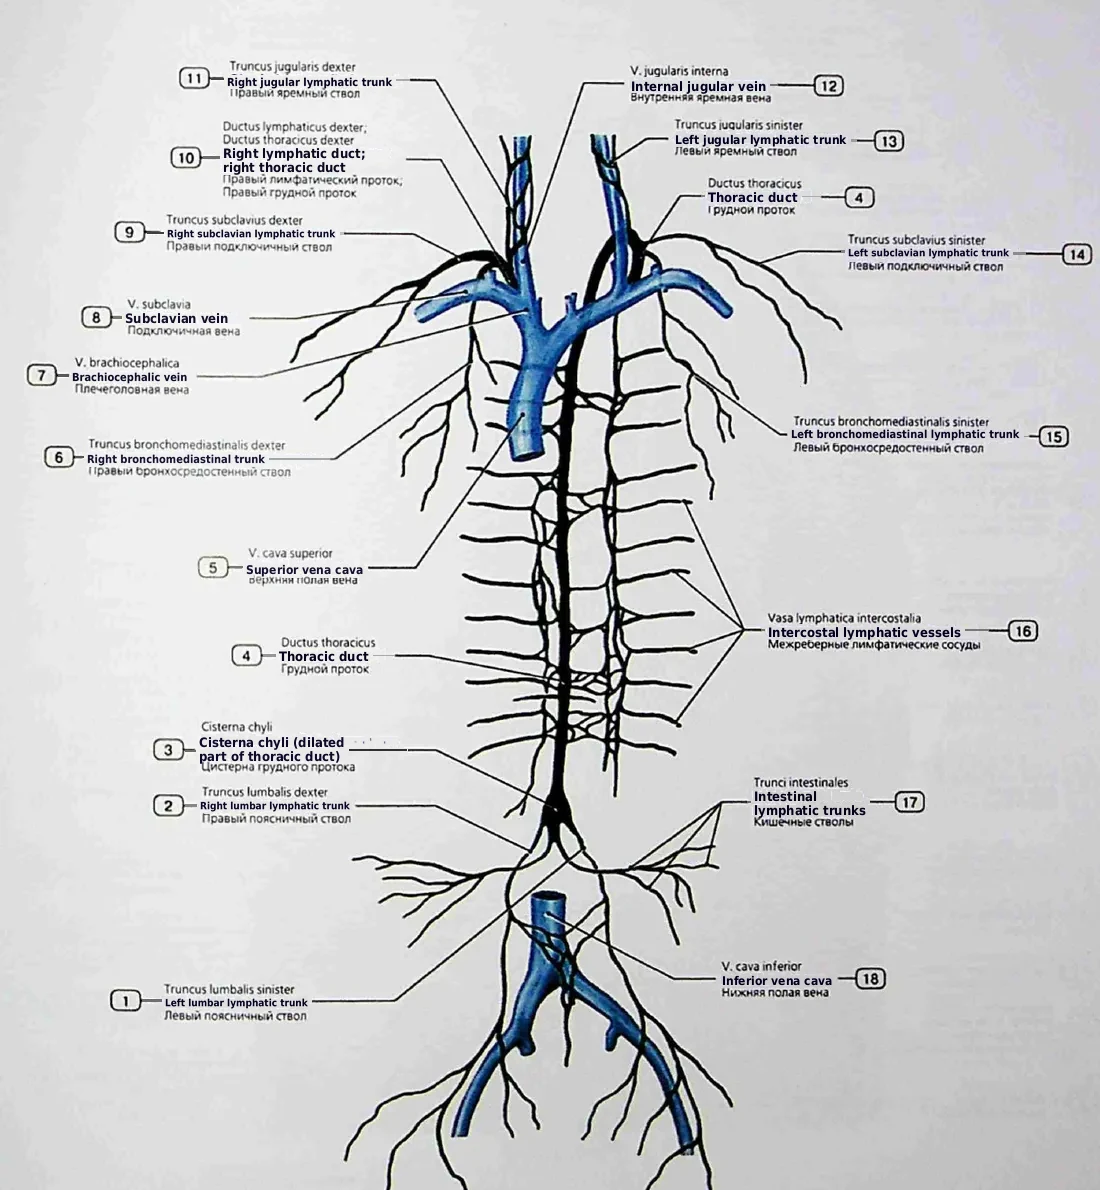 11
Truncus jugularis dexter
Right jugular lymphatic trunk
Правый яремный ствол
10
Ductus lymphaticus dexter;
Ductus thoracicus dexter
Right lymphatic duct;
right thoracic duct
Правый лимфатический проток;
Правый грудной проток
9
Truncus subclavius dexter
Right subclavian lymphatic trunk
Правый подключичный ствол
8
V. subclavia
Subclavian vein
Подключичная вена
7
V. brachiocephalica
Brachiocephalic vein
Плечеголовная вена
6
Truncus bronchomediastinalis dexter
Right bronchomediastinal trunk
Правый бронхосредостенный ствол
5
V. cava superior
Superior vena cava
Верхняя полая вена
4
Ductus thoracicus
Thoracic duct
Грудной проток
3
Cisterna chyli
Cisterna chyli (dilated
part of thoracic duct)
Цистерна грудного протока
2
Truncus lumbalis dexter
Right lumbar lymphatic trunk
Правый поясничный ствол
1
Truncus lumbalis sinister
Left lumbar lymphatic trunk
Левый поясничный ствол
V. jugularis interna
Internal jugular vein
Внутренняя яремная вена
12
Truncus jugularis sinister
Left jugular lymphatic trunk
Левый яремный ствол
13
Ductus thoracicus
Thoracic duct
Грудной проток
4
Truncus subclavius sinister
Left subclavian lymphatic trunk
Левый подключичный ствол
14
Truncus bronchomediastinalis sinister
Left bronchomediastinal lymphatic trunk
Левый бронхосредостенный ствол
15
Vasa lymphatica intercostalia
Intercostal lymphatic vessels
Межреберные лимфатические сосуды
16
Trunci intestinales
Intestinal
lymphatic trunks
Кишечные стволы
17
V. cava inferior
Inferior vena cava
Нижняя полая вена
18